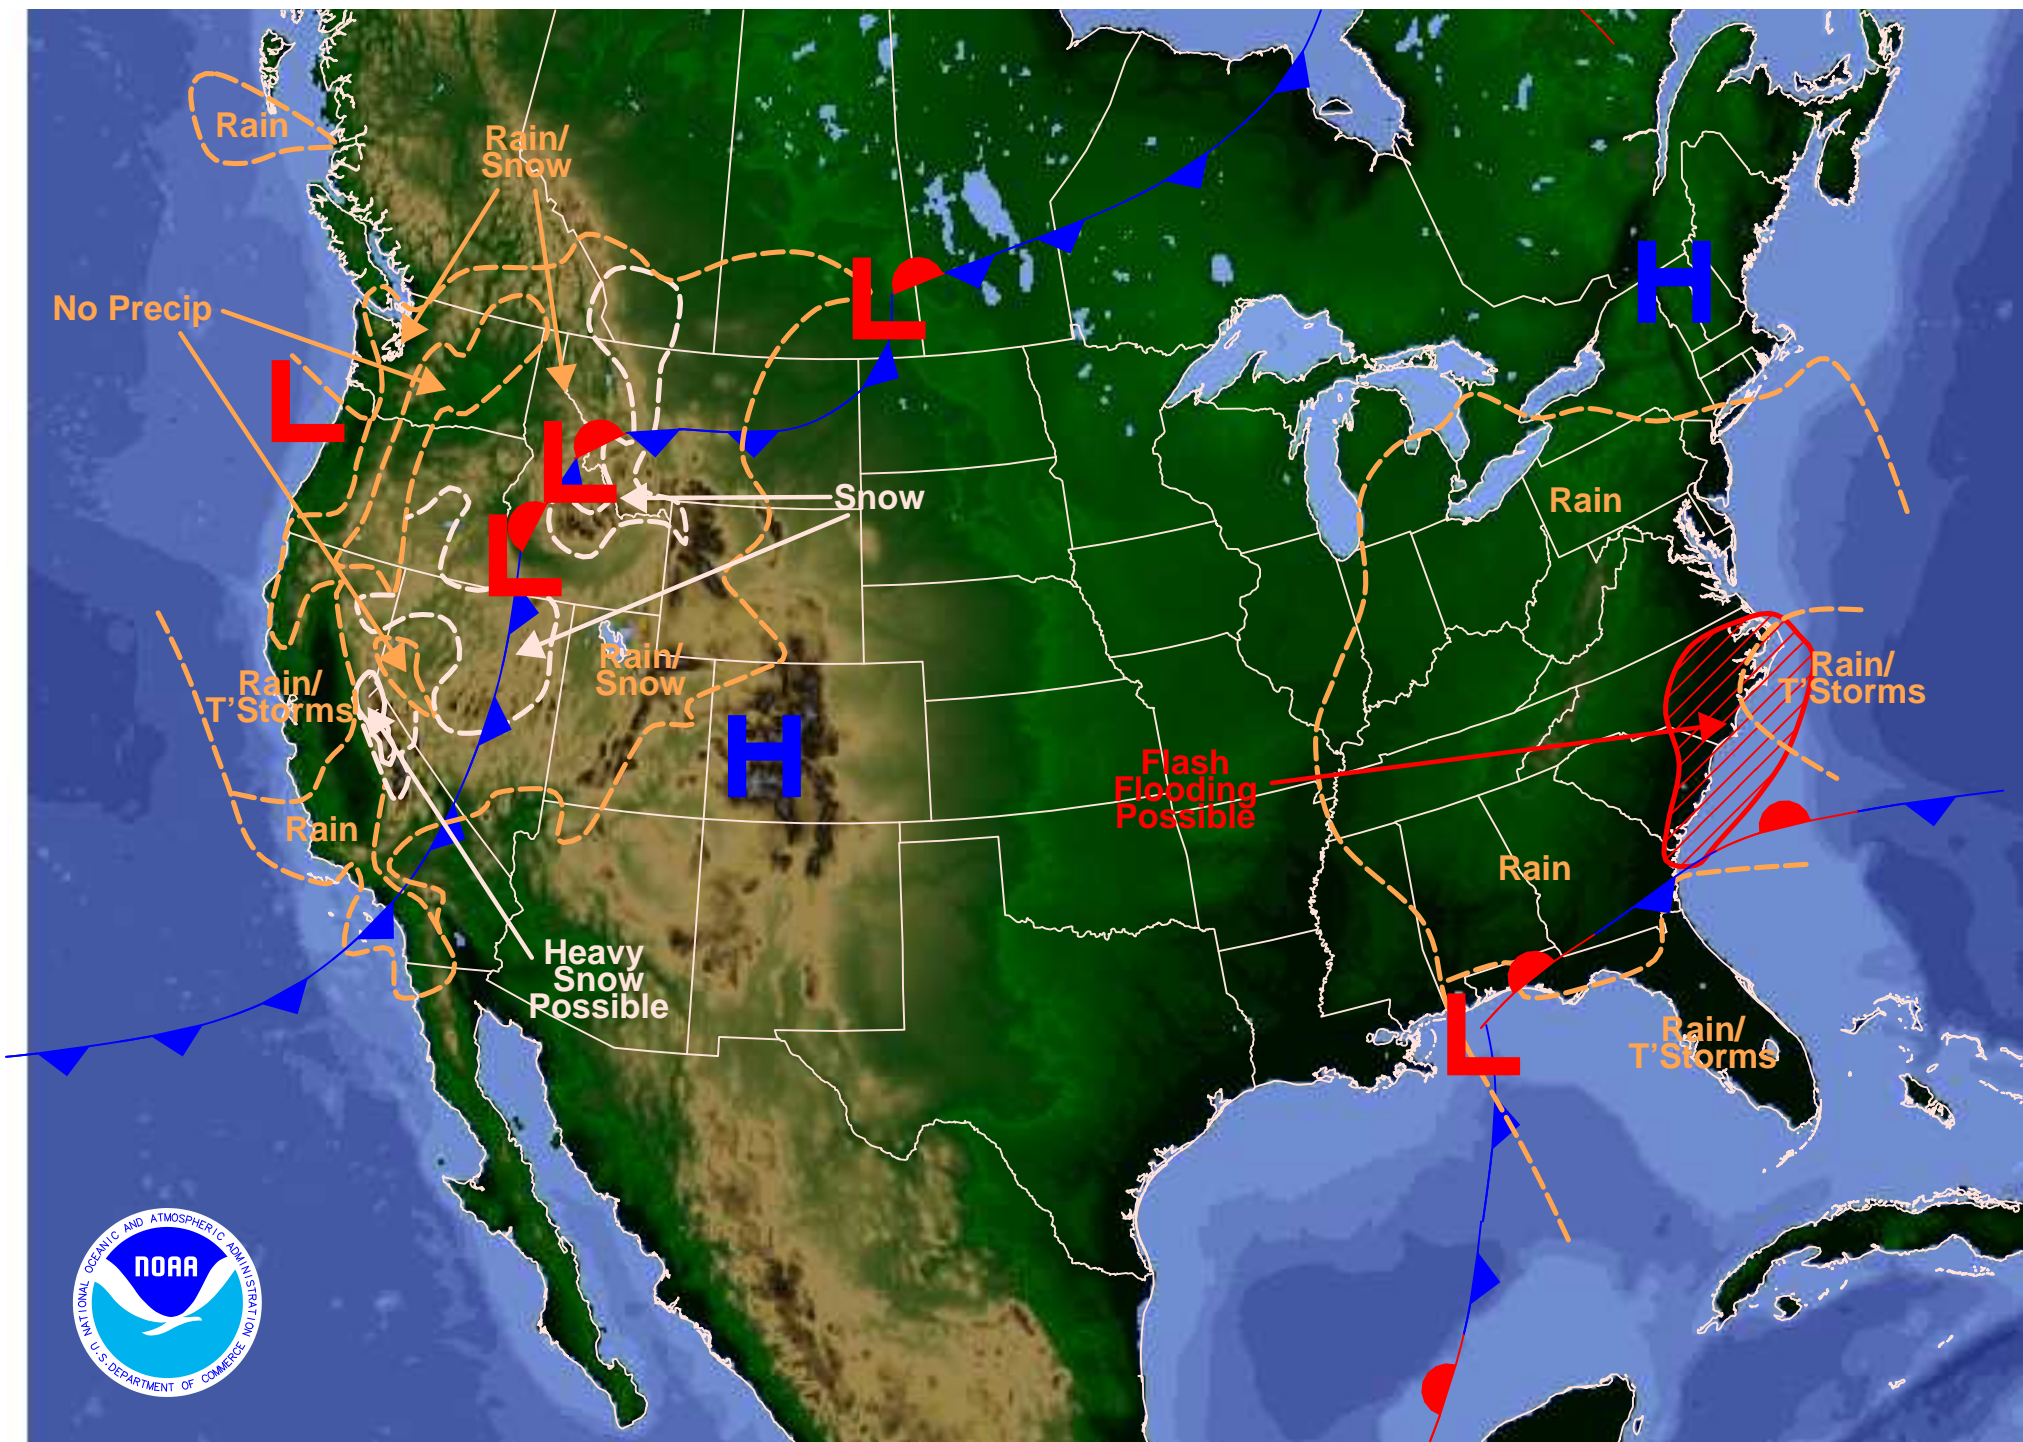 Rain
Rain/
Snow
No Precip
L
L
H
L
Snow
Rain
L
Rain/
T'Storms
Rain/
Snow
Rain/
T'Storms
H
Flash
Flooding
Possible
Rain
Rain
Heavy
Snow
Possible
L
Rain/
T'Storms
NATIONAL OCEANIC AND ATMOSPHERIC ADMINISTRATION
NOAA
U.S. DEPARTMENT OF COMMERCE